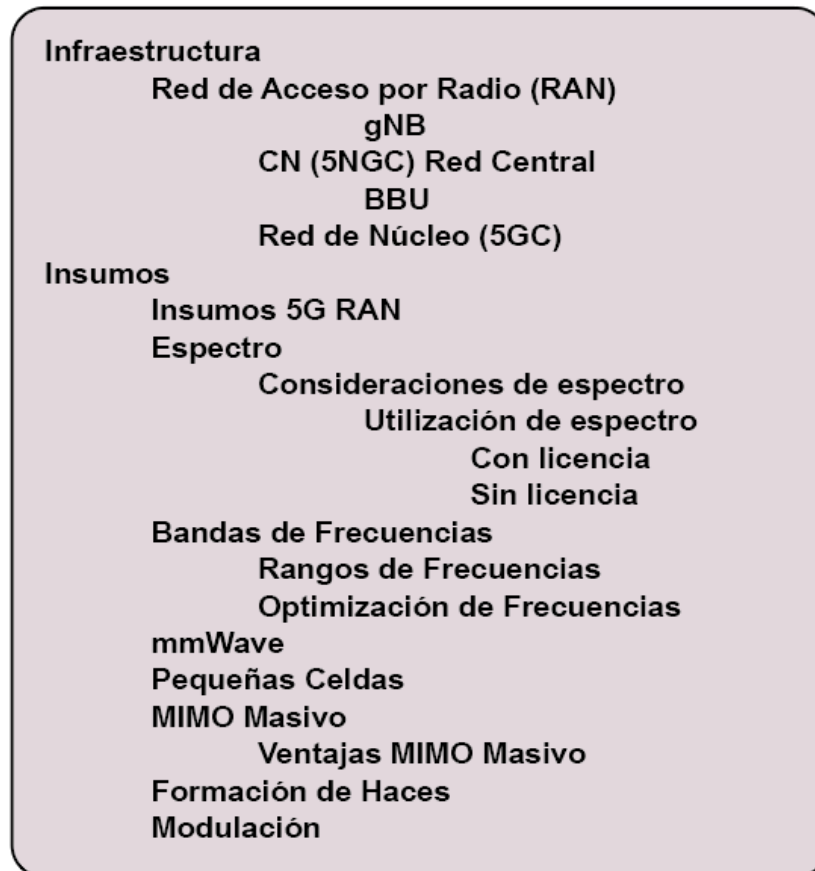 Infraestructura
Red de Acceso por Radio (RAN)
gNB
CN (5NGC) Red Central
BBU
Red de Núcleo (5GC)
Insumos
Insumos 5G RAN
Espectro
Consideraciones de espectro
Utilización de espectro
Con licencia
Sin licencia
Bandas de Frecuencias
Rangos de Frecuencias
Optimización de Frecuencias
mmWave
Pequeñas Celdas
MIMO Masivo
Ventajas MIMO Masivo
Formación de Haces
Modulación